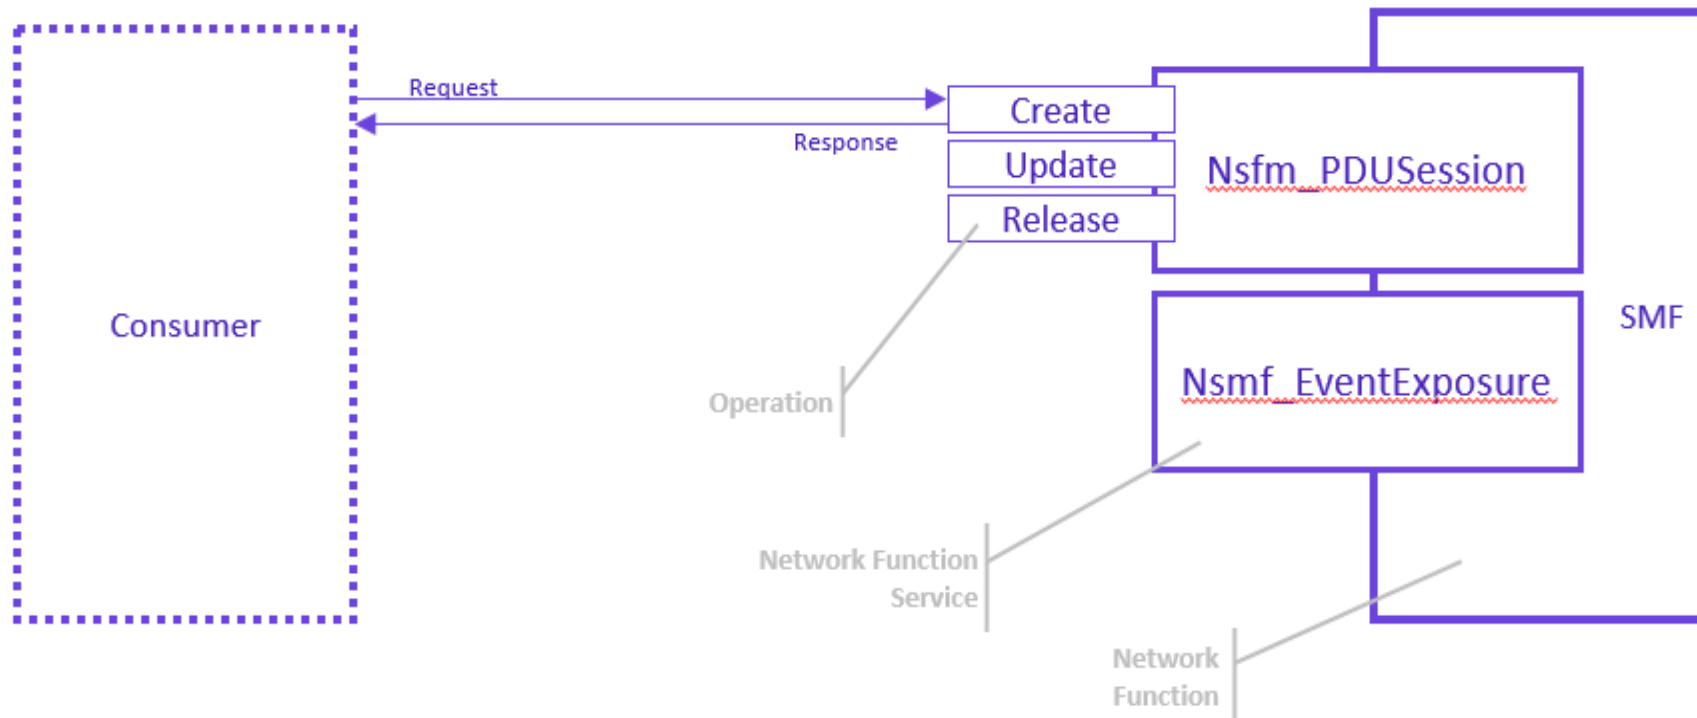 Request
Create
Response
Update
Nsfm_PDUSession
Release
Consumer
SMF
Nsmf_EventExposure
Operation
Network Function
Service
Network
Function